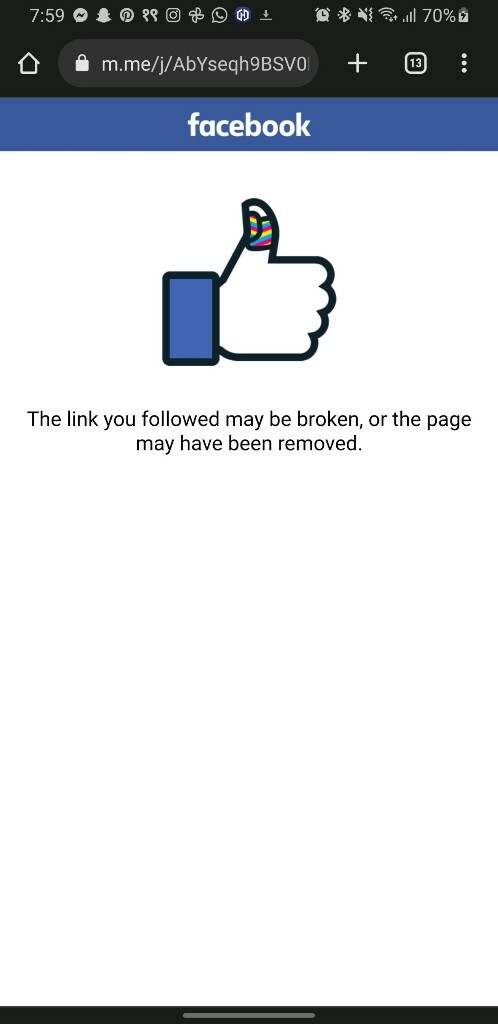 7:59 70%
m.me/j/AbYseqh9BSV0 13
facebook
The link you followed may be broken, or the page
may have been removed.